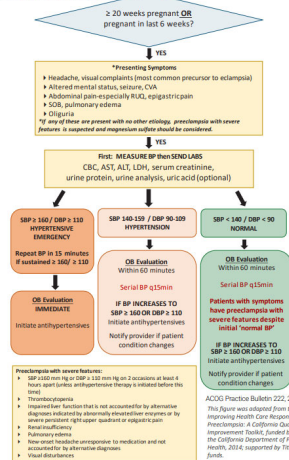 ≥ 20 weeks pregnant OR
pregnant in last 6 weeks?
YES
*Presenting Symptoms
▸ Headache, visual complaints (most common precursor to eclampsia)
▸ Altered mental status, seizure, CVA
▸ Abdominal pain-especially RUQ, epigastric pain
▸ SOB, pulmonary edema
▸ Oliguria
*If any of these are present with no other etiology, preeclampsia with severe
features is suspected and magnesium sulfate should be considered.
YES
First: MEASURE BP then SEND LABS
CBC, AST, ALT, LDH, serum creatinine,
urine protein, urine analysis, uric acid (optional)
SBP ≥ 160 / DBP ≥ 110
HYPERTENSIVE
EMERGENCY
Repeat BP in 15 minutes
If sustained ≥ 160/ ≥ 110
OB Evaluation
IMMEDIATE
Initiate antihypertensives
SBP 140-159 / DBP 90-109
HYPERTENSION
OB Evaluation
Within 60 minutes
Serial BP q15min
IF BP INCREASES TO
SBP ≥ 160 OR DBP ≥ 110
Initiate antihypertensives
Notify provider if patient
condition changes
SBP < 140 / DBP < 90
NORMAL
OB Evaluation
Within 60 minutes
Serial BP q15min
Patients with symptoms
have preeclampsia with
severe features despite
initial 'normal BP'
IF BP INCREASES TO
SBP ≥ 160 OR DBP ≥ 110
Initiate antihypertensives
Notify provider if patient
condition changes
Preeclampsia with severe features:
SBP ≥160 mm Hg or DBP ≥ 110 mm Hg on 2 occasions at least 4
hours apart (unless antihypertensive therapy is initiated before this
time)
Thrombocytopenia
Impaired liver function that is not accounted for by alternative
diagnoses indicated by abnormally elevated liver enzymes or by
severe persistent right upper quadrant or epigastric pain
Renal insufficiency
Pulmonary edema
New-onset headache unresponsive to medication and not
accounted for by alternative diagnoses
Visual disturbances
ACOG Practice Bulletin 222, 2
This figure was adapted from t
Improving Health Care Respon
Preeclampsia: A California Qua
Improvement Toolkit, funded b
the California Department of P
Health, 2014; supported by Tit
funds.